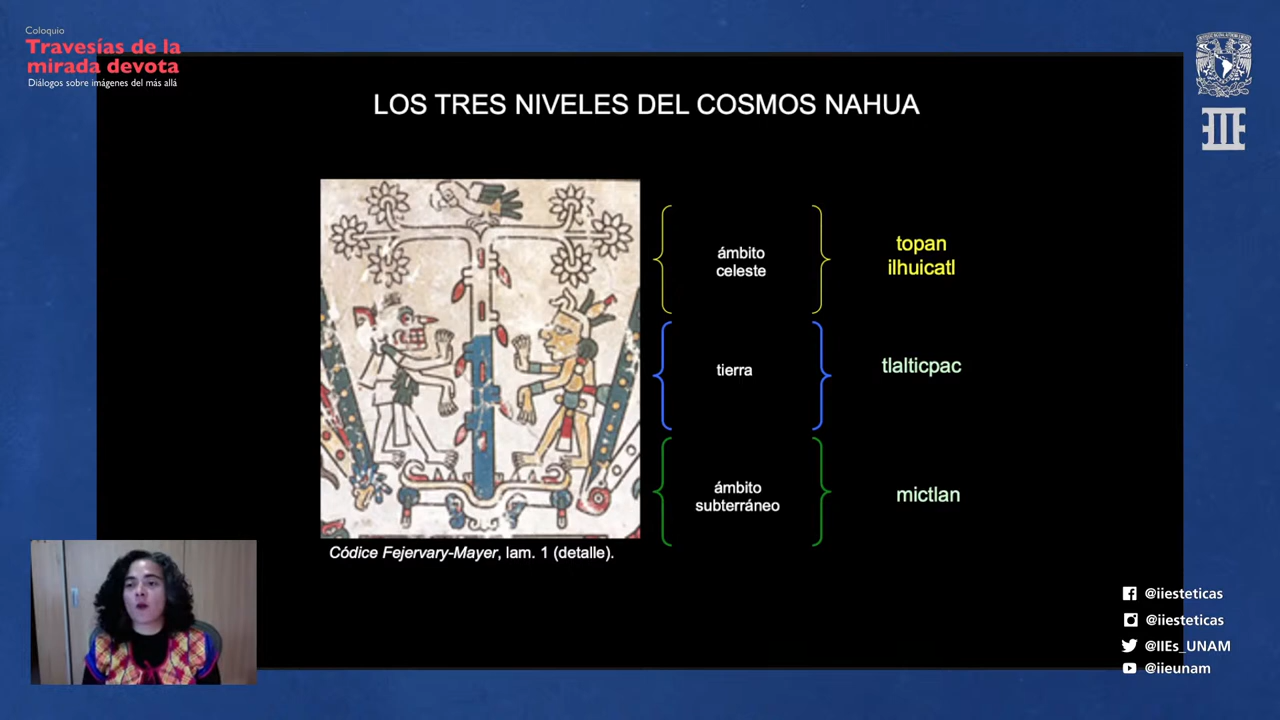 Coloquio
Travesías de la
mirada devota
Diálogos sobre imágenes del más allá
LOS TRES NIVELES DEL COSMOS NAHUA
ámbito
celeste
topan
ilhuicatl
tierra
tlalticpac
ámbito
subterráneo
mictlan
Códice Fejervary-Mayer, lam. 1 (detalle).
@iiesteticas
@iiesteticas
@IIEs_UNAM
@iieunam